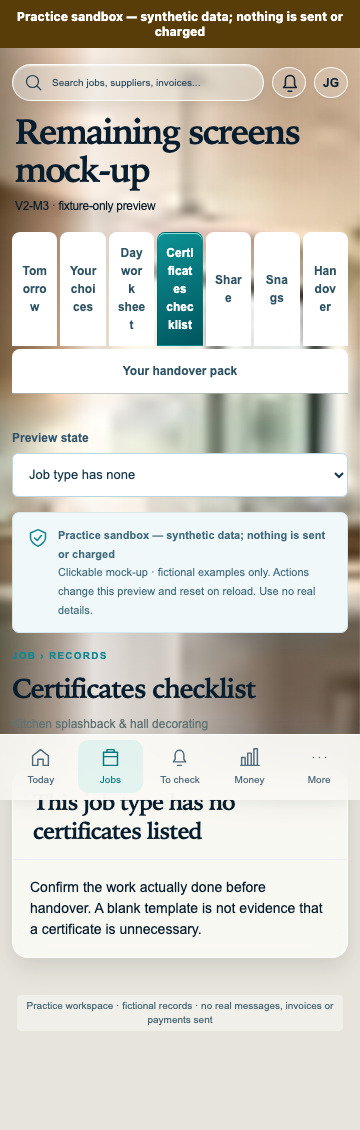 Practice sandbox — synthetic data; nothing is sent or
charged
Search jobs, suppliers, invoices...
JG
Remaining screens
mock-up
V2-M3 · fixture-only preview
Tom
orro
w
Your
choi
ces
Day
wor
k
shee
t
Certi
ficat
es
chec
klist
Shar
e
Sna
gs
Han
dov
er
Your handover pack
Preview state
Job type has none
Practice sandbox — synthetic data; nothing is sent
or charged
Clickable mock-up · fictional examples only. Actions
change this preview and reset on reload. Use no real
details.
JOB › RECORDS
Certificates checklist
Kitchen splashback & hall decorating
Today
Jobs
To check
Money
More
This job type has no
certificates listed
Confirm the work actually done before
handover. A blank template is not evidence that
a certificate is unnecessary.
Practice workspace · fictional records · no real messages, invoices or
payments sent